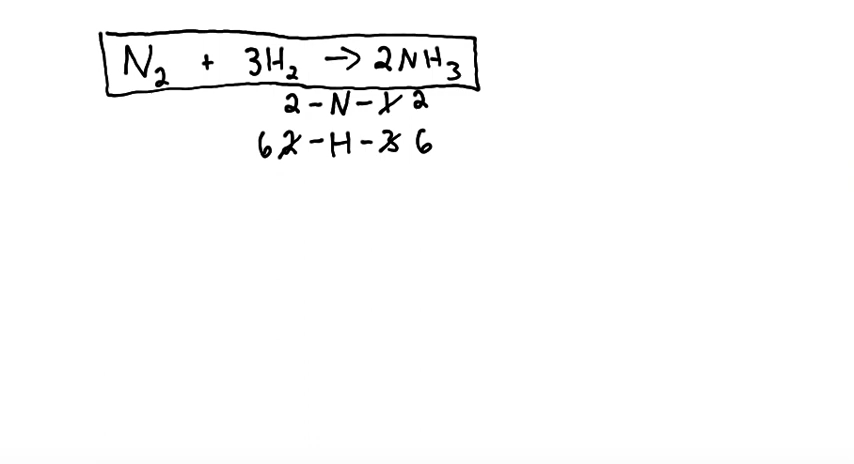 N₂ + 3H₂ → 2NH₃
2 - N - 1 2
6 2 - H - 3 6